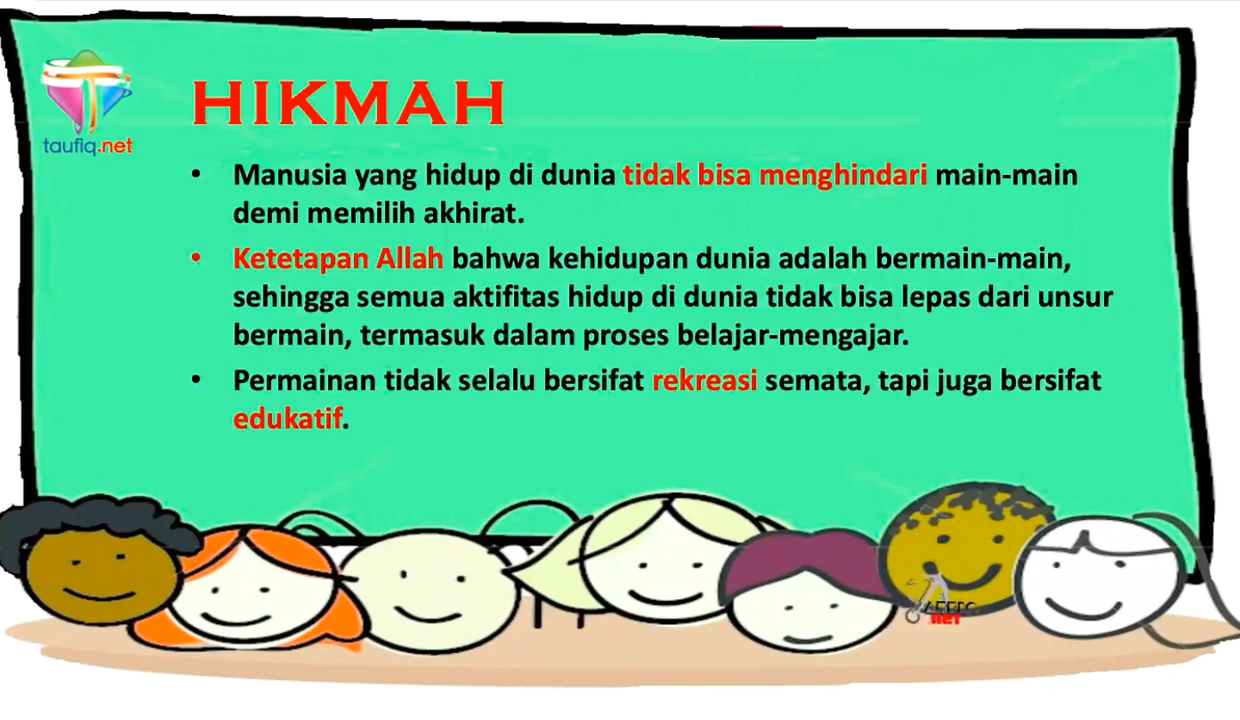 taufiq.net
HIKMAH
• Manusia yang hidup di dunia tidak bisa menghindari main-main
demi memilih akhirat.
• Ketetapan Allah bahwa kehidupan dunia adalah bermain-main,
sehingga semua aktifitas hidup di dunia tidak bisa lepas dari unsur
bermain, termasuk dalam proses belajar-mengajar.
• Permainan tidak selalu bersifat rekreasi semata, tapi juga bersifat
edukatif.
.net